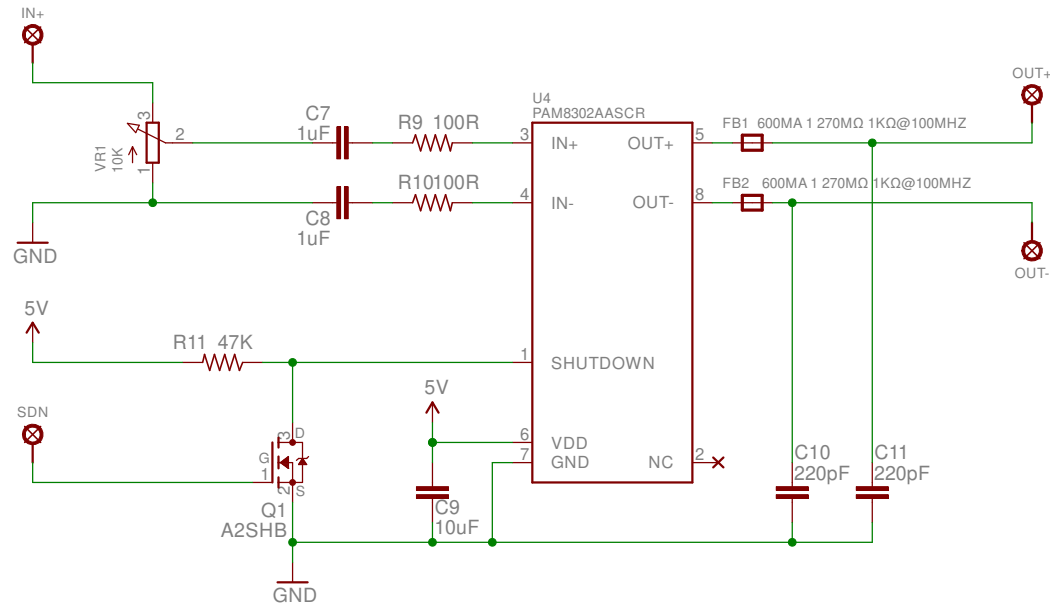 IN+
OUT+
U4
PAM8302AASCR
3
2
VR1
10K
1
C7
1uF
R9 100R
3
IN+
OUT+
5
FB1 600MA 1 270MΩ 1KΩ@100MHZ
C8
1uF
R10100R
4
IN-
OUT-
8
FB2 600MA 1 270MΩ 1KΩ@100MHZ
GND
OUT-
5V
R11 47K
1
SHUTDOWN
5V
SDN
3
D
G
1
2
S
Q1
A2SHB
6
VDD
7
GND
NC
2
C9
10uF
C10
220pF
C11
220pF
GND